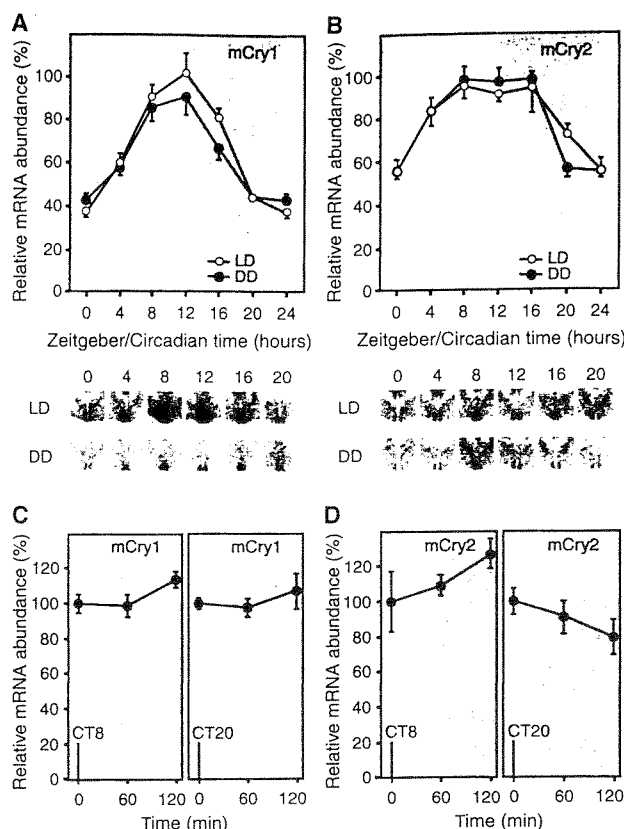 A
mCry1
Relative mRNA abundance (%)
100
80
60
40
20
0
LD
DD
0 4 8 12 16 20 24
Zeitgeber/Circadian time (hours)
0 4 8 12 16 20
LD
DD
B
mCry2
Relative mRNA abundance (%)
100
80
60
40
20
0
LD
DD
0 4 8 12 16 20 24
Zeitgeber/Circadian time (hours)
0 4 8 12 16 20
LD
DD
C
mCry1 mCry1
Relative mRNA abundance (%)
120
100
80
60
40
20
0
CT8 CT20
0 60 120 0 60 120
Time (min)
D
mCry2 mCry2
Relative mRNA abundance (%)
140
120
100
80
60
40
20
0
CT8 CT20
0 60 120 0 60 120
Time (min)